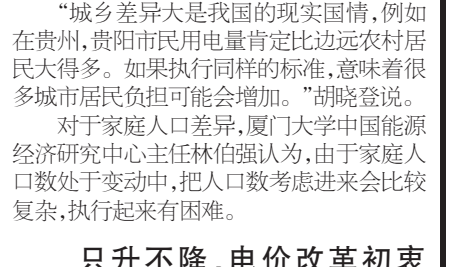 “城乡差异大是我国的现实国情,例如
在贵州,贵阳市民用电量肯定比边远农村居
民大得多。如果执行同样的标准,意味着很
多城市居民负担可能会增加。”胡晓登说。
对于家庭人口差异,厦门大学中国能源
经济研究中心主任林伯强认为,由于家庭人
口数处于变动中,把人口数考虑进来会比较
复杂,执行起来有困难。
只升不降,电价改革初衷